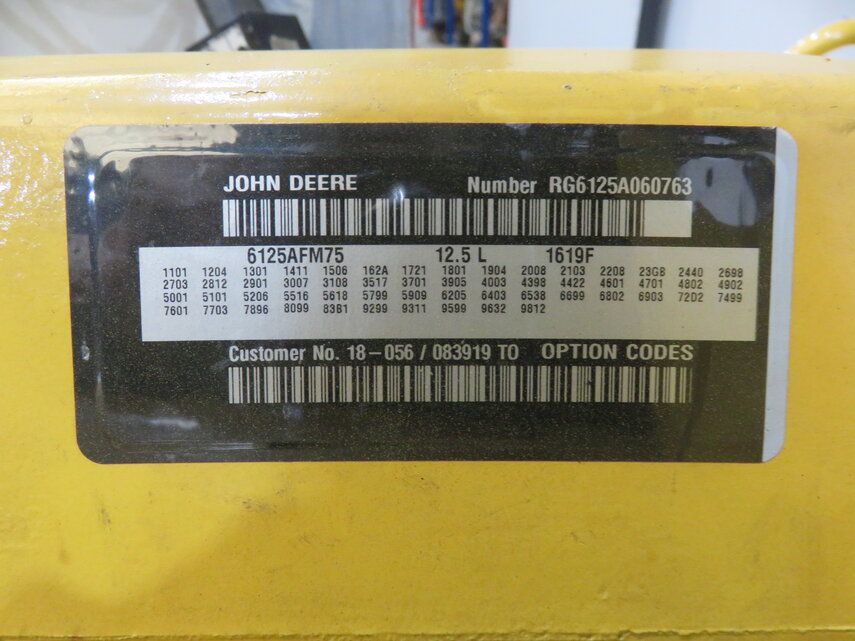 JOHN DEERE Number RG6125A060763
6125AFM75 12.5 L 1619F
1101 1204 1301 1411 1506 162A 1721 1801 1904 2008 2103 2208 23GB 2440 2698
2703 2812 2901 3007 3108 3517 3701 3905 4003 4398 4422 4601 4701 4802 4902
5001 5101 5206 5516 5618 5799 5909 6205 6403 6538 6699 6802 6903 72D2 7499
7601 7703 7896 8099 83B1 9299 9311 9599 9632 9812
Customer No. 18-056 / 083919 TO OPTION CODES